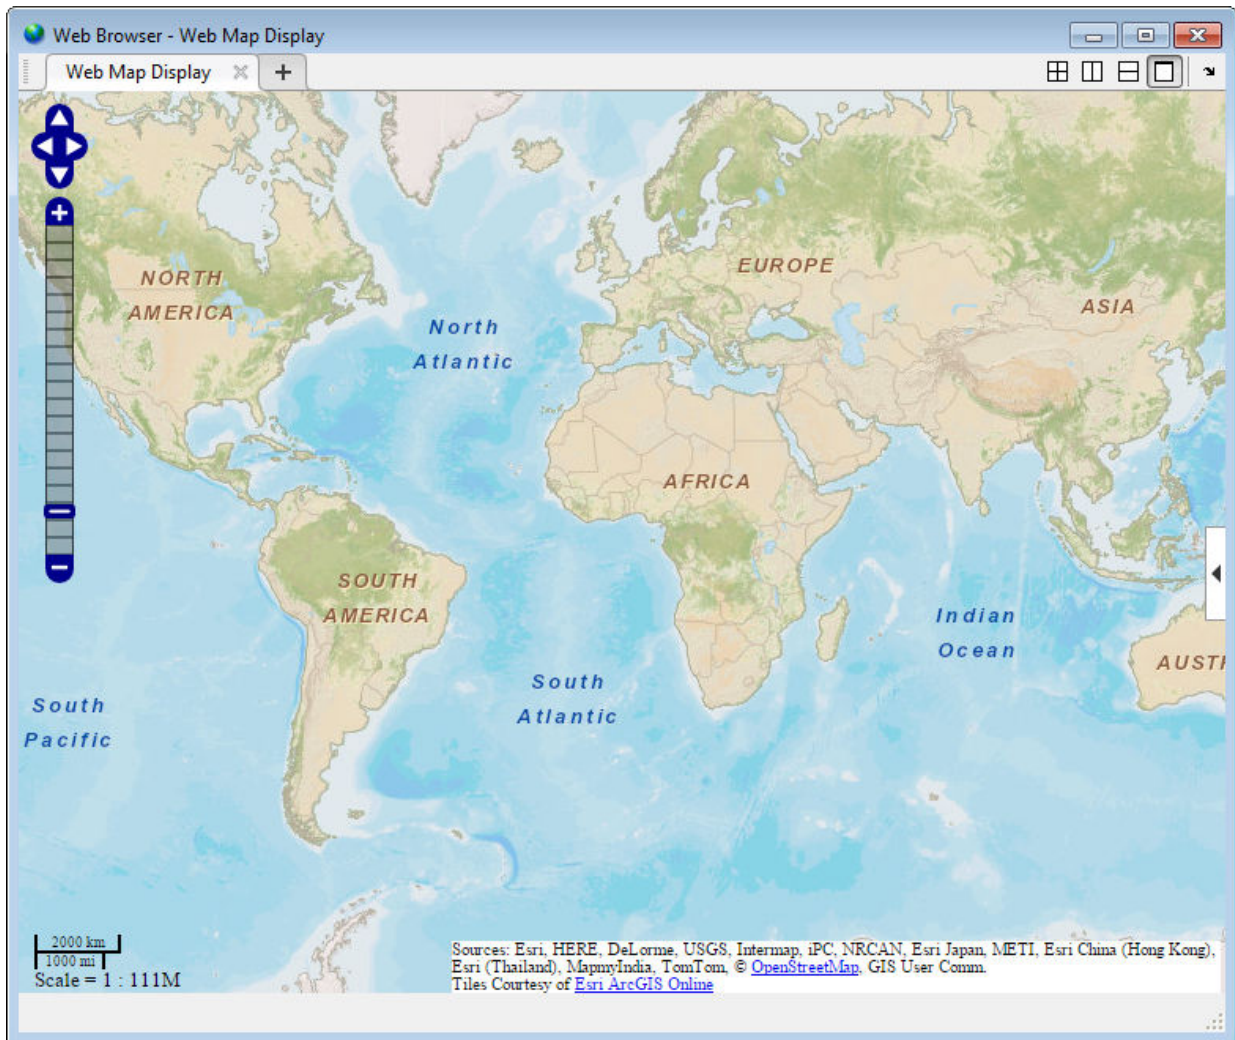 Web Browser - Web Map Display
Web Map Display
NORTH
AMERICA
North
Atlantic
EUROPE
ASIA
AFRICA
SOUTH
AMERICA
Indian
Ocean
AUSTR
South
Pacific
South
Atlantic
2000 km
1000 mi
Scale = 1 : 111M
Sources: Esri, HERE, DeLorme, USGS, Intermap, iPC, NRCAN, Esri Japan, METI, Esri China (Hong Kong),
Esri (Thailand), MapmyIndia, TomTom, © OpenStreetMap, GIS User Comm.
Tiles Courtesy of Esri ArcGIS Online